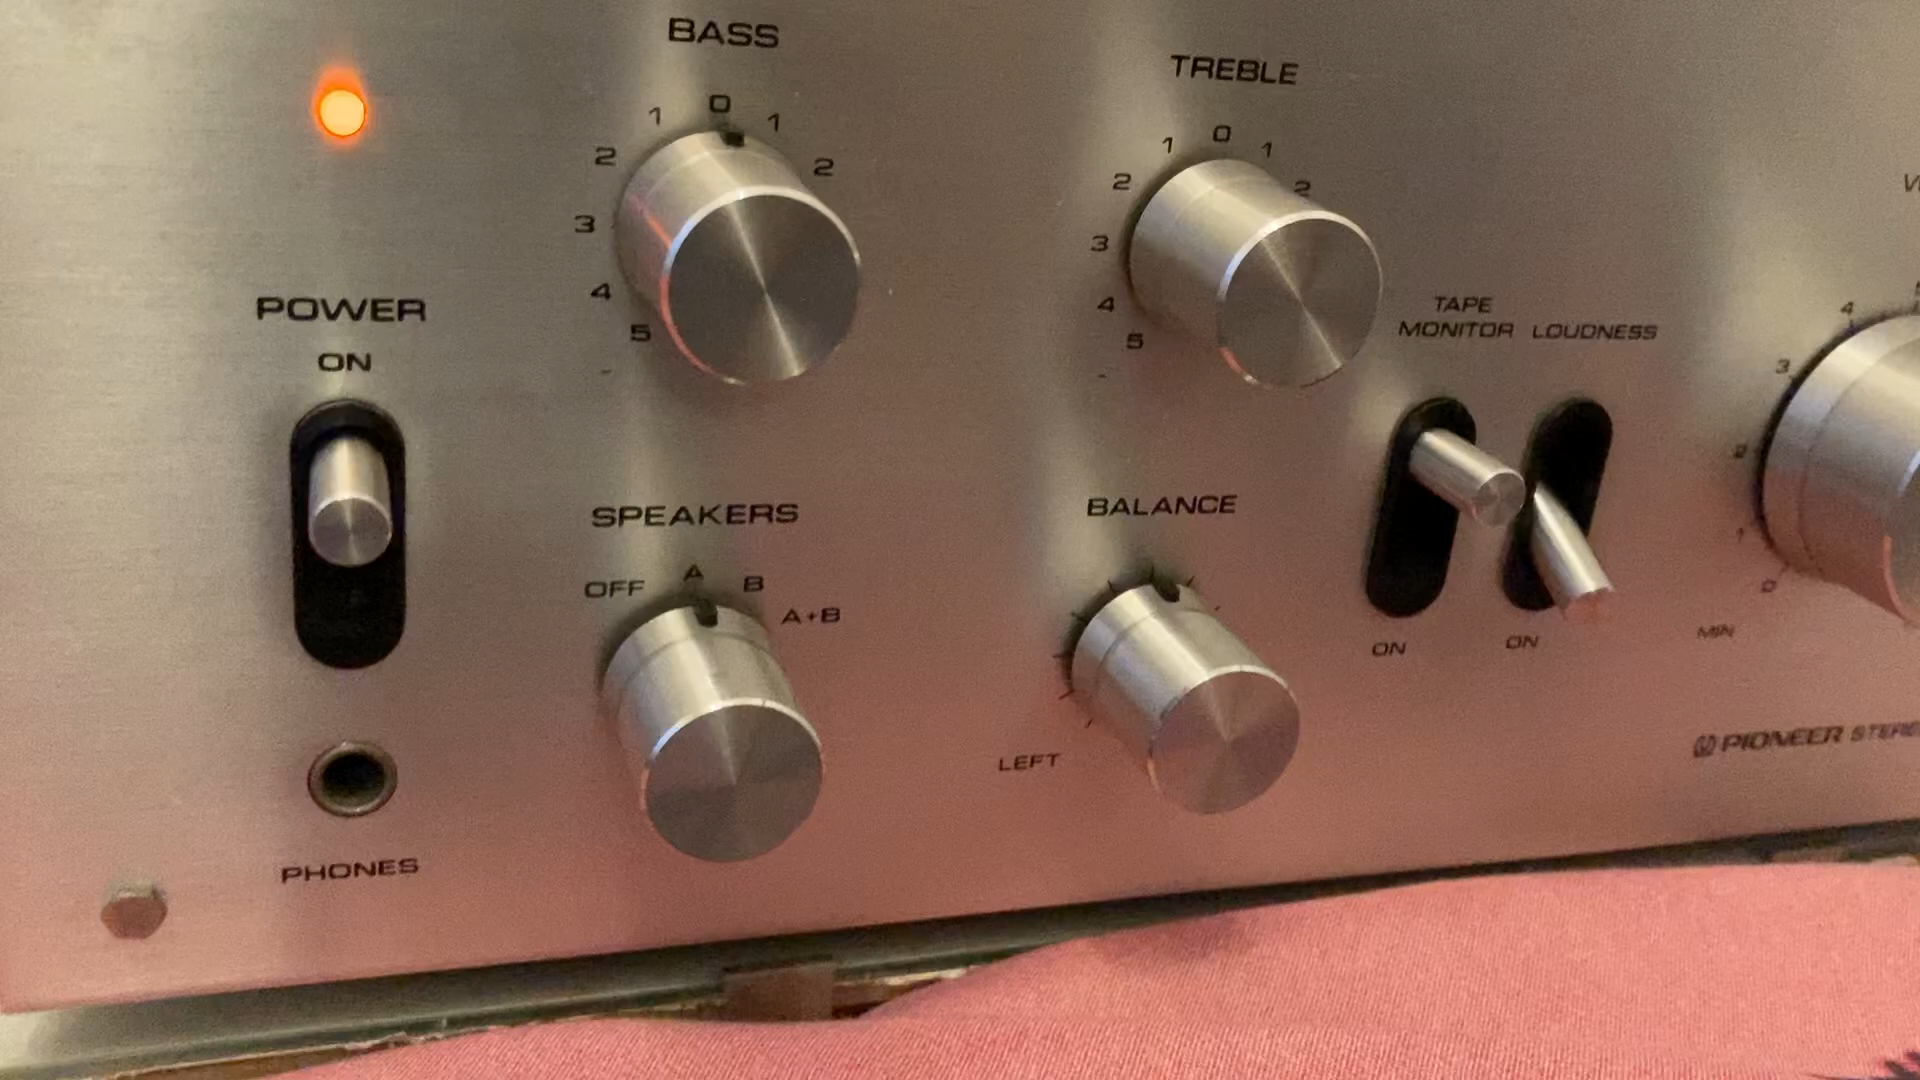 BASS
1 0 1
2 2
3
4
5
-
TREBLE
1 0 1
2 2
3
4
5
-
POWER
ON
TAPE
MONITOR LOUDNESS
4
3
2
1
0
MIN
SPEAKERS
OFF A B A+B
BALANCE
LEFT
ON ON
PIONEER
PHONES